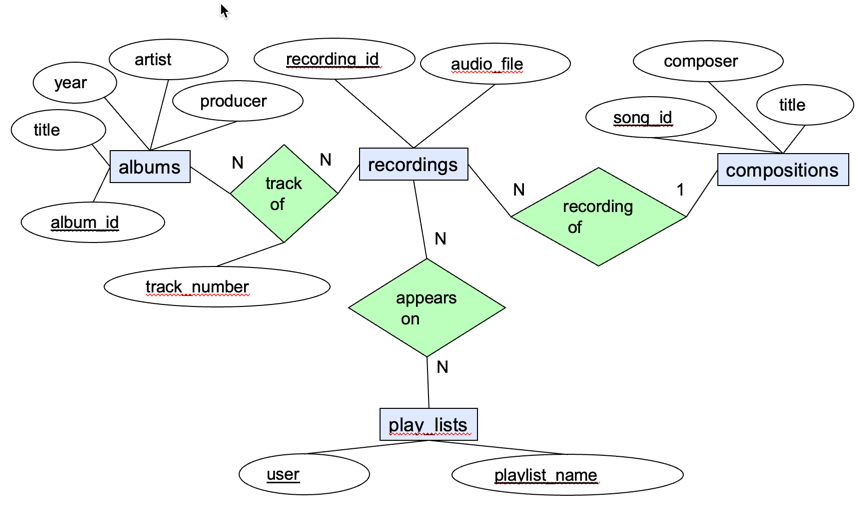 artist
recording_id
audio_file
composer
year
producer
title
song_id
title
albums
N
N
track
of
recordings
compositions
N
1
recording
of
album_id
N
track_number
appears
on
N
play_lists
user
playlist_name